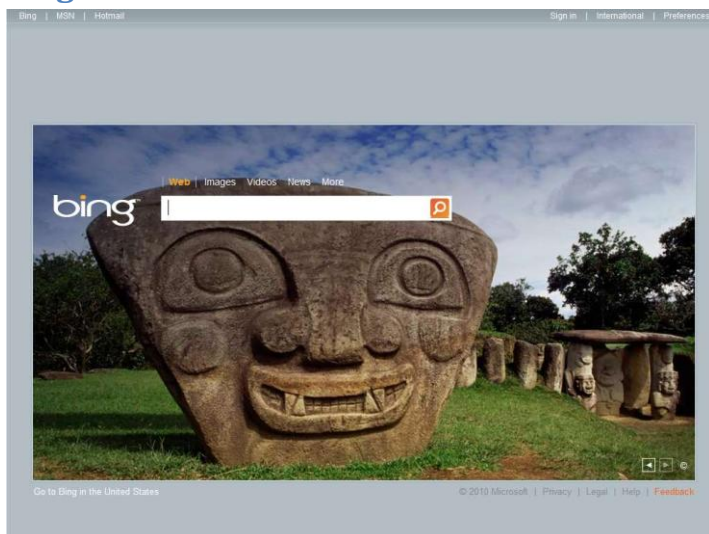 Bing | MSN | Hotmail
Sign in | International | Preferences
Web | Images Videos News More
bing
Go to Bing in the United States
© 2010 Microsoft | Privacy | Legal | Help | Feedback